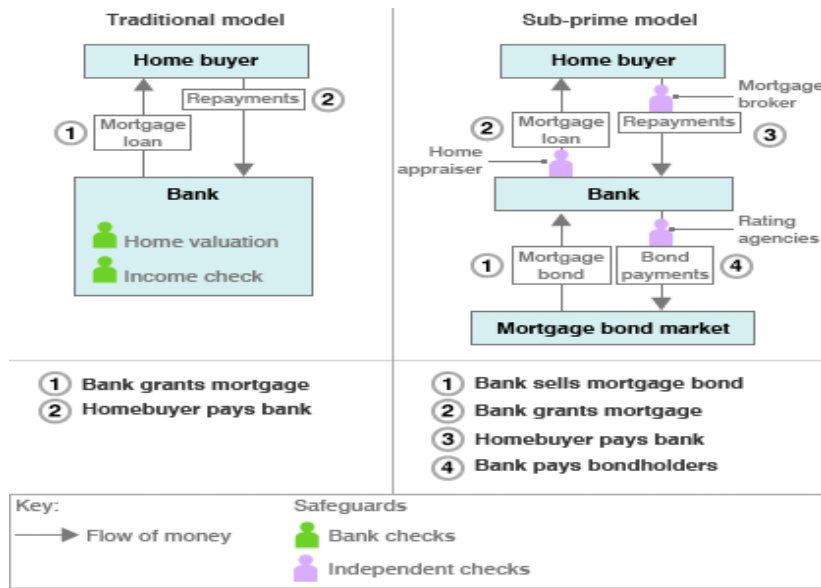 Traditional model
Home buyer
Repayments 2
1 Mortgage
loan
Bank
Home valuation
Income check
1 Bank grants mortgage
2 Homebuyer pays bank
Sub-prime model
Home buyer
Mortgage
broker
2 Mortgage
loan
Repayments
3
Home
appraiser
Bank
Rating
agencies
1 Mortgage
bond
Bond
payments 4
Mortgage bond market
1 Bank sells mortgage bond
2 Bank grants mortgage
3 Homebuyer pays bank
4 Bank pays bondholders
Key:
Flow of money
Safeguards
Bank checks
Independent checks